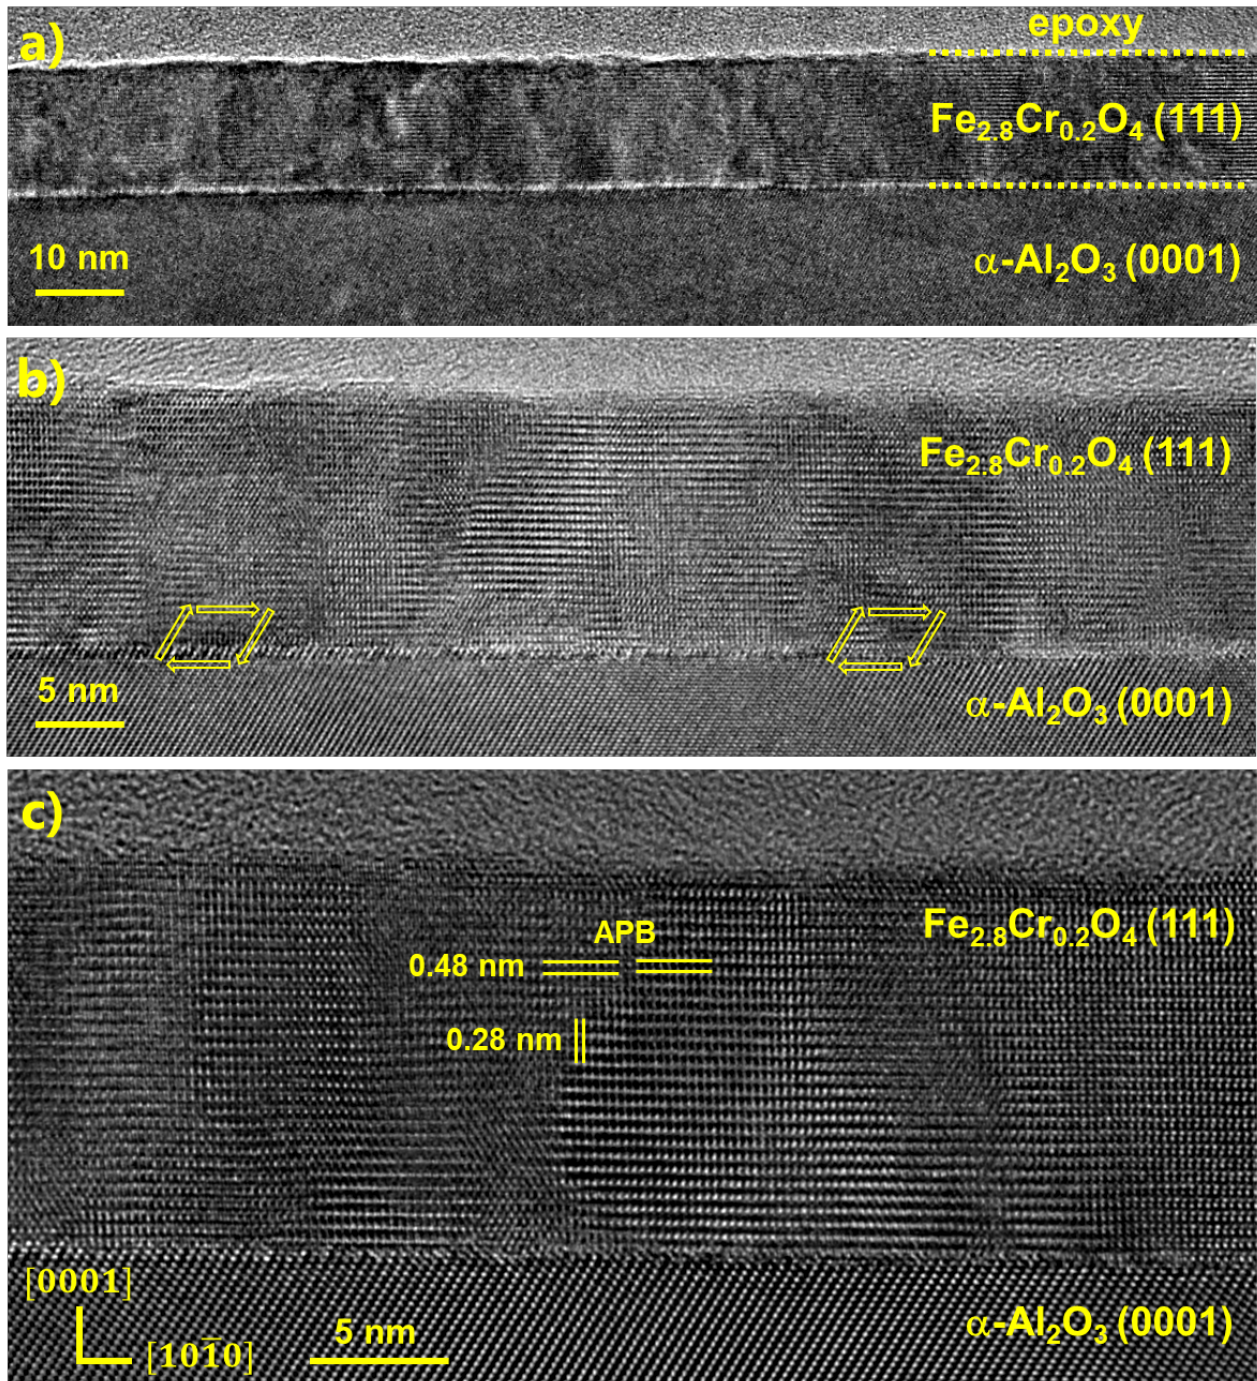 a)
epoxy
Fe₂.₈Cr₀.₂O₄ (111)
10 nm
α-Al₂O₃ (0001)
b)
Fe₂.₈Cr₀.₂O₄ (111)
5 nm
α-Al₂O₃ (0001)
c)
Fe₂.₈Cr₀.₂O₄ (111)
APB
0.48 nm
0.28 nm
[0001]
[101̅0]
5 nm
α-Al₂O₃ (0001)